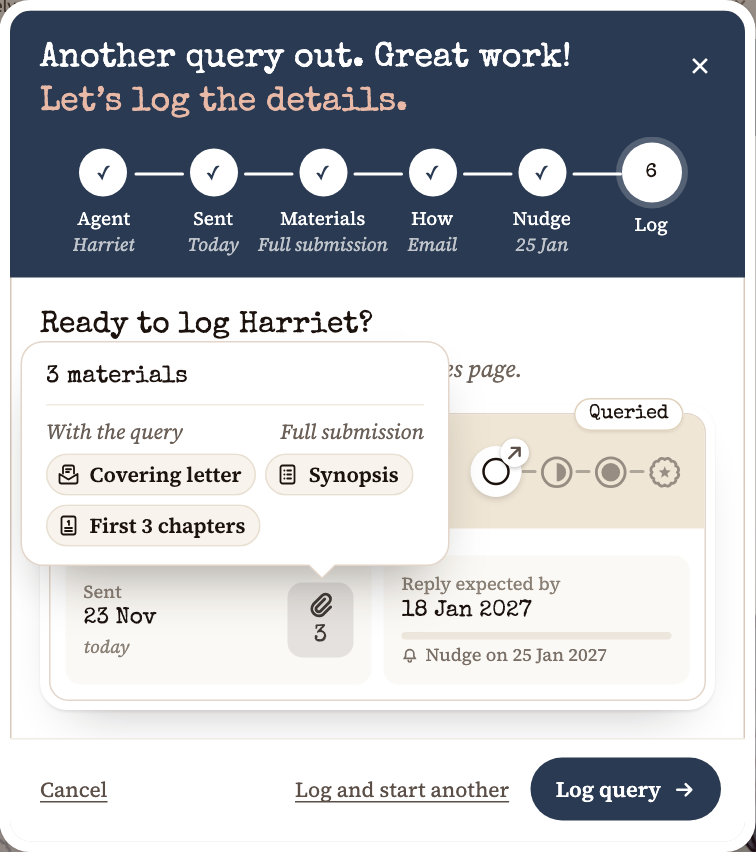 Another query out. Great work!
Let’s log the details.
✓ ✓ ✓ ✓ ✓ 6
Agent Sent Materials How Nudge Log
Harriet Today Full submission Email 25 Jan
Ready to log Harriet?
page.
3 materials
With the query Full submission
Covering letter Synopsis
First 3 chapters
Queried
Sent
23 Nov
today
3
Reply expected by
18 Jan 2027
Nudge on 25 Jan 2027
Cancel Log and start another Log query →